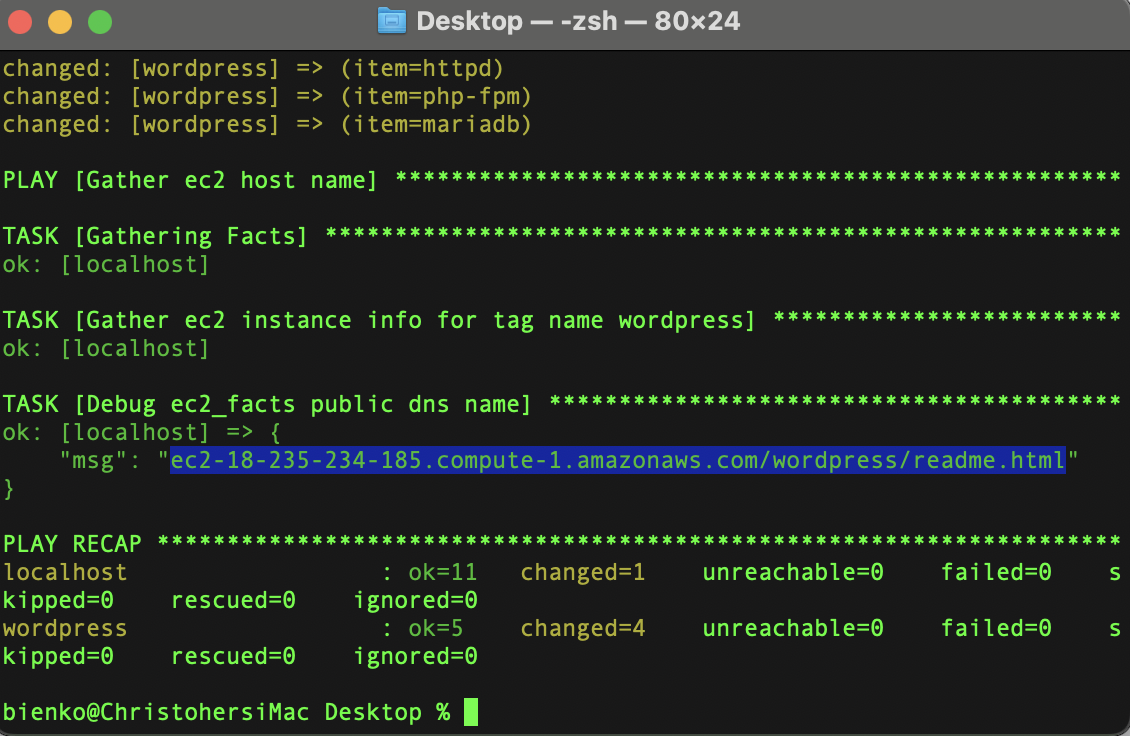 Desktop — -zsh — 80×24
changed: [wordpress] => (item=httpd)
changed: [wordpress] => (item=php-fpm)
changed: [wordpress] => (item=mariadb)
PLAY [Gather ec2 host name] ****************************************************
TASK [Gathering Facts] *********************************************************
ok: [localhost]
TASK [Gather ec2 instance info for tag name wordpress] *************************
ok: [localhost]
TASK [Debug ec2_facts public dns name] *****************************************
ok: [localhost] => {
    "msg": "ec2-18-235-234-185.compute-1.amazonaws.com/wordpress/readme.html"
}
PLAY RECAP *********************************************************************
localhost                  : ok=11   changed=1    unreachable=0    failed=0    s
kipped=0    rescued=0    ignored=0
wordpress                  : ok=5    changed=4    unreachable=0    failed=0    s
kipped=0    rescued=0    ignored=0
bienko@ChristohersiMac Desktop %